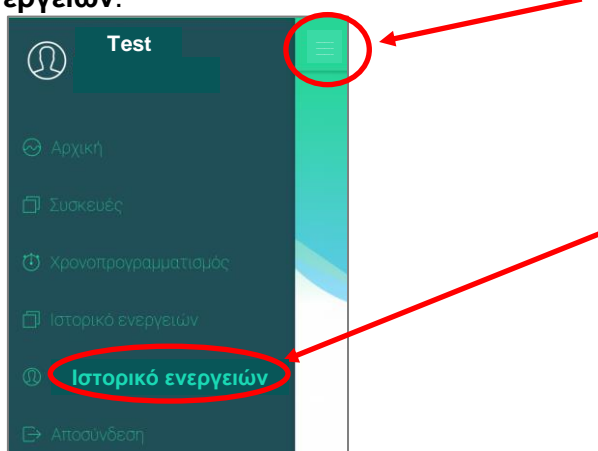 εργειών.
Test
Αρχική
Συσκευές
Χρονοπρογραμματισμός
Ιστορικό ενεργειών
Ιστορικό ενεργειών
Αποσύνδεση